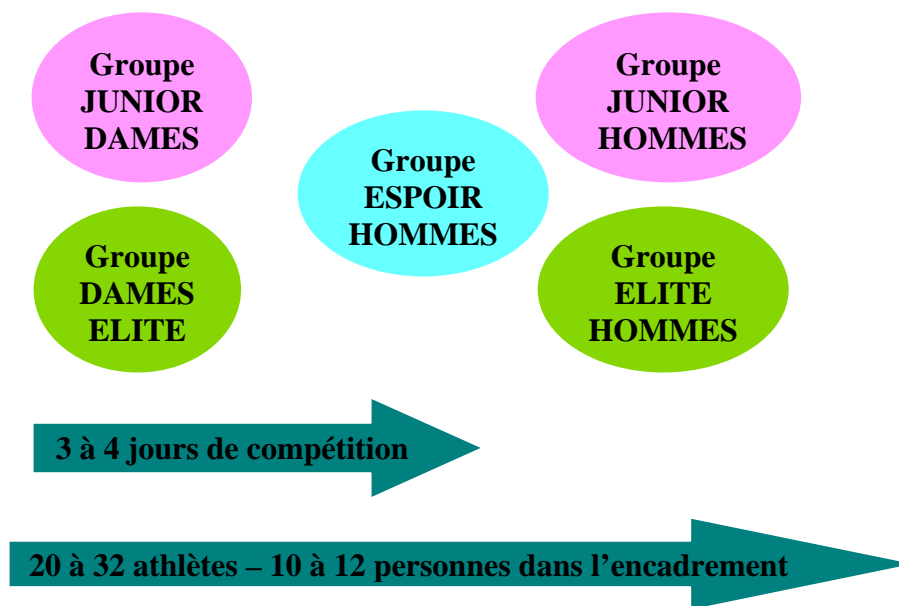 Groupe
JUNIOR
DAMES
Groupe
JUNIOR
HOMMES
Groupe
ESPOIR
HOMMES
Groupe
DAMES
ELITE
Groupe
ELITE
HOMMES
3 à 4 jours de compétition
20 à 32 athlètes – 10 à 12 personnes dans l’encadrement